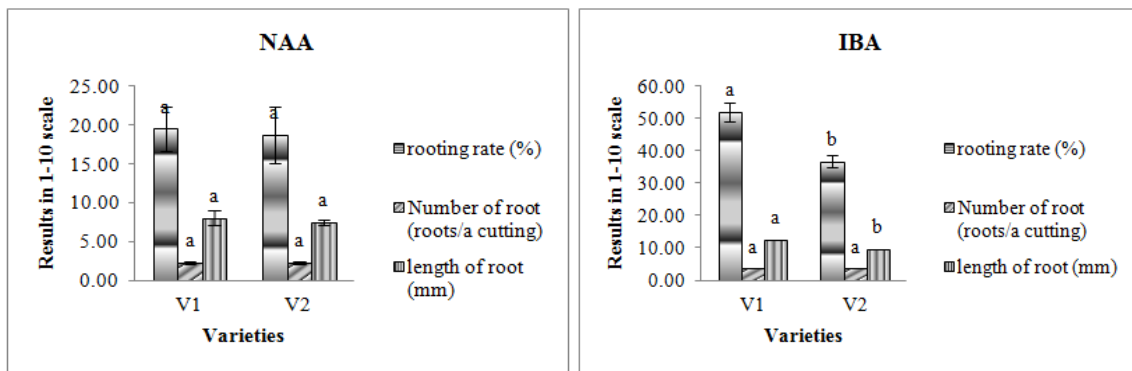 NAA
Results in 1-10 scale
25.00
20.00
15.00
10.00
5.00
0.00
a
a
a
a
a
a
V1
V2
Varieties
rooting rate (%)
Number of root
(roots/a cutting)
length of root
(mm)
IBA
Results in 1-10 scale
60.00
50.00
40.00
30.00
20.00
10.00
0.00
a
a
a
b
a
b
V1
V2
Varieties
rooting rate (%)
Number of root
(roots/a cutting)
length of root (mm)